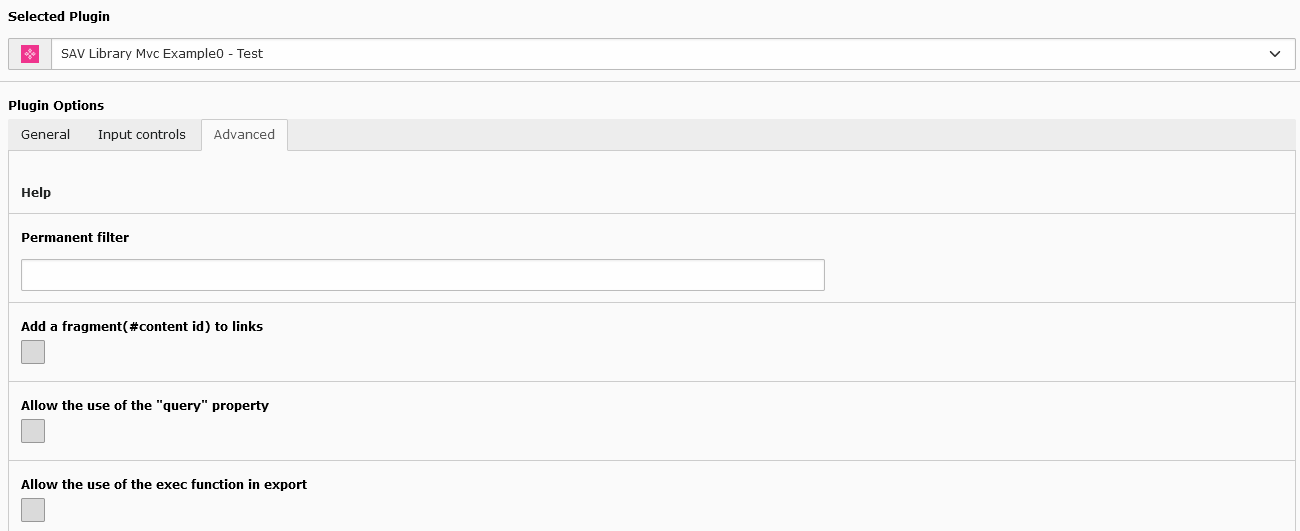 Selected Plugin
SAV Library Mvc Example0 - Test
Plugin Options
General Input controls Advanced
Help
Permanent filter
Add a fragment(#content id) to links
Allow the use of the "query" property
Allow the use of the exec function in export